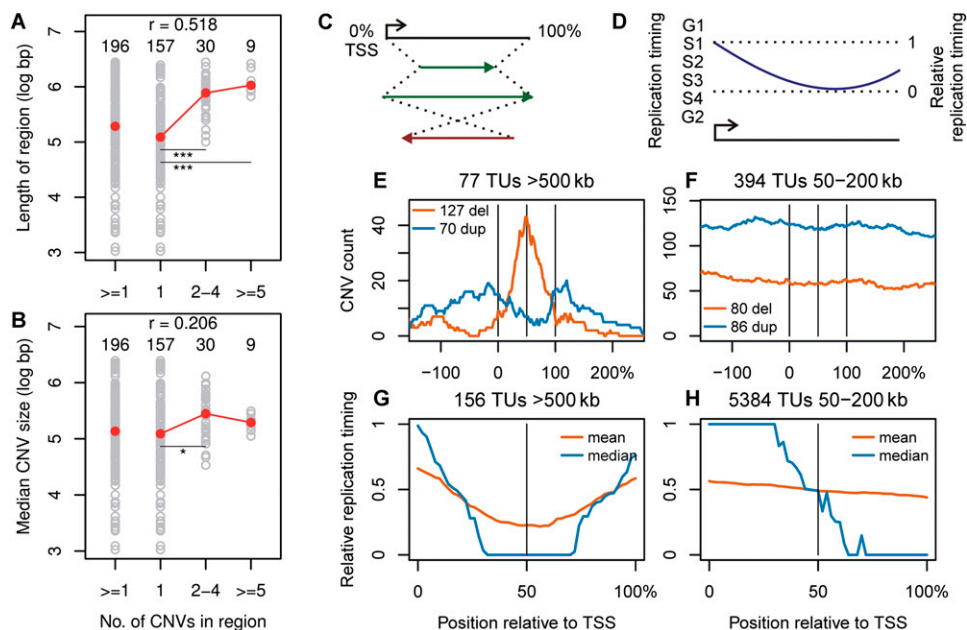 A
r = 0.518
196 157 30 9
Length of region (log bp)
7
6
5
4
3
***
***
>=1 1 2-4 >=5
B
r = 0.206
196 157 30 9
Median CNV size (log bp)
7
6
5
4
3
*
>=1 1 2-4 >=5
No. of CNVs in region
C
0% 100%
TSS
D
Replication timing
G1
S1
S2
S3
S4
G2
1
0
Relative
replication timing
E
77 TUs >500 kb
CNV count
40
20
0
127 del
70 dup
−100 0 100 200%
F
394 TUs 50−200 kb
150
100
50
0
80 del
86 dup
−100 0 100 200%
G
156 TUs >500 kb
Relative replication timing
1
0.5
0
mean
median
0 50 100%
Position relative to TSS
H
5384 TUs 50−200 kb
1
0.5
0
mean
median
0 50 100%
Position relative to TSS